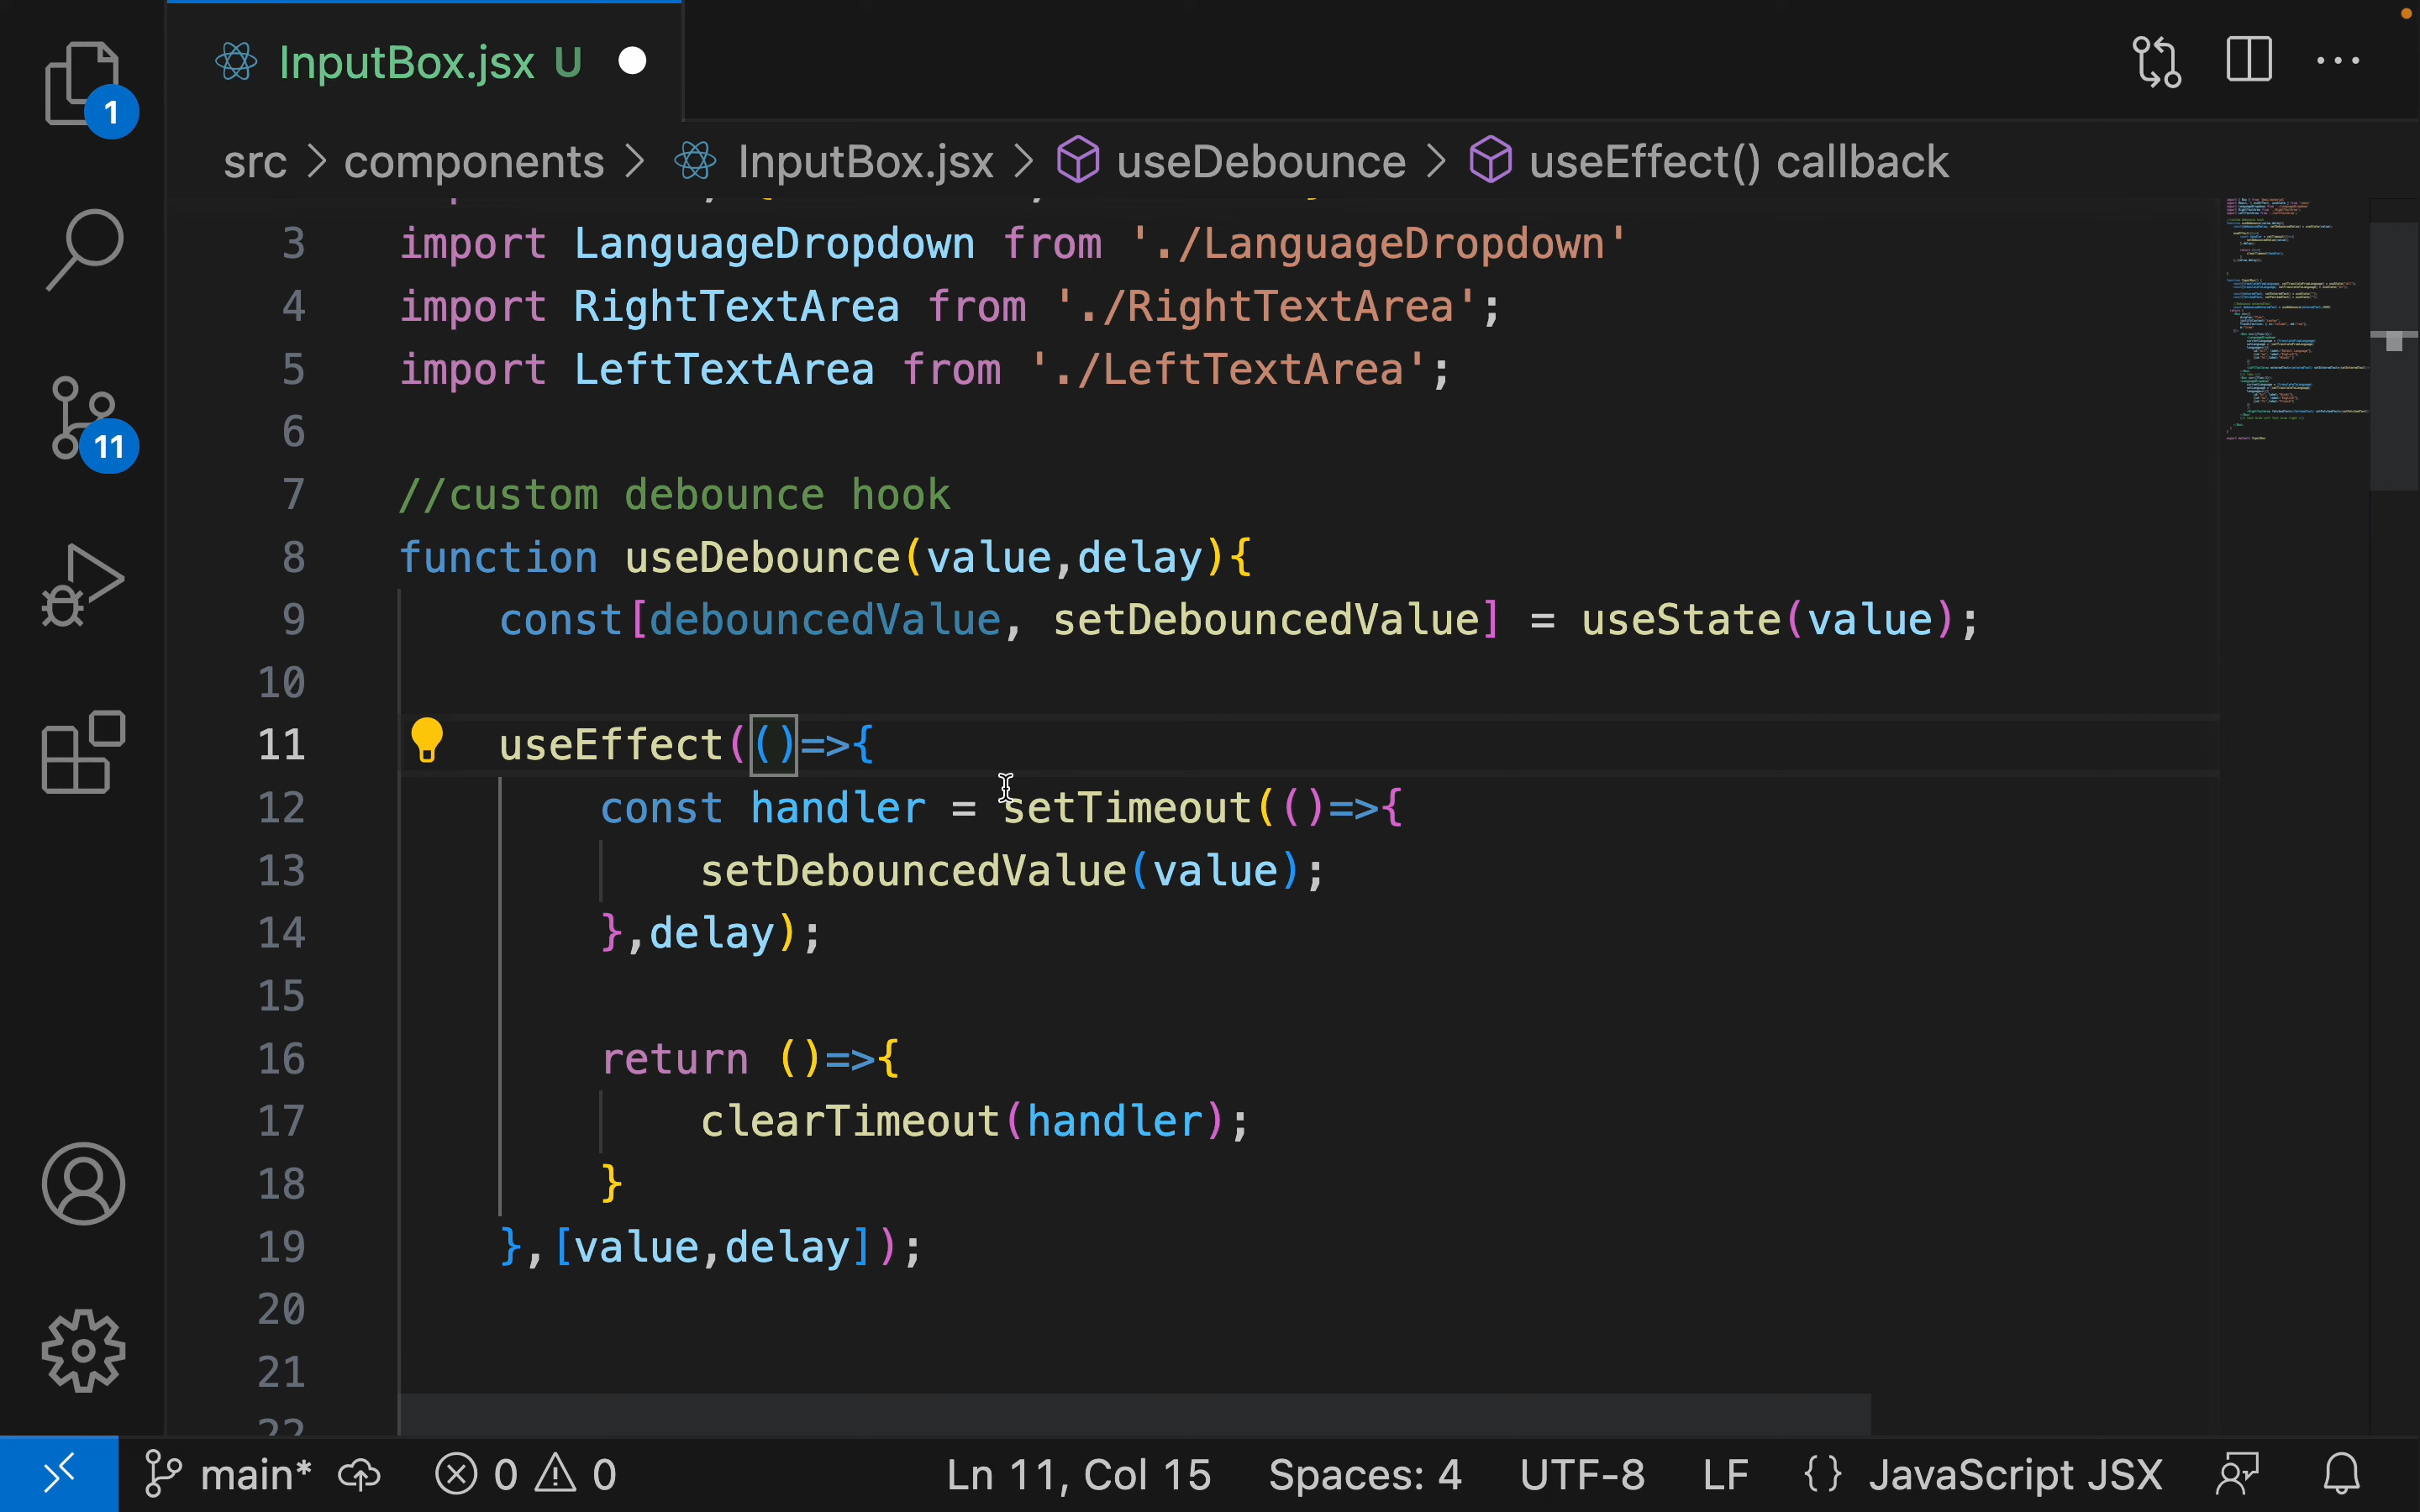 InputBox.jsx U
1
src > components > InputBox.jsx > useDebounce > useEffect() callback
3 import LanguageDropdown from './LanguageDropdown'
4 import RightTextArea from './RightTextArea';
5 import LeftTextArea from './LeftTextArea';
6
7 //custom debounce hook
8 function useDebounce(value,delay){
9 const[debouncedValue, setDebouncedValue] = useState(value);
10
11 useEffect(()=>{
12 const handler = setTimeout(()=>{
13 setDebouncedValue(value);
14 },delay);
15
16 return ()=>{
17 clearTimeout(handler);
18 }
19 },[value,delay]);
20
21
22
11
main* 0 0 Ln 11, Col 15 Spaces: 4 UTF-8 LF {} JavaScript JSX